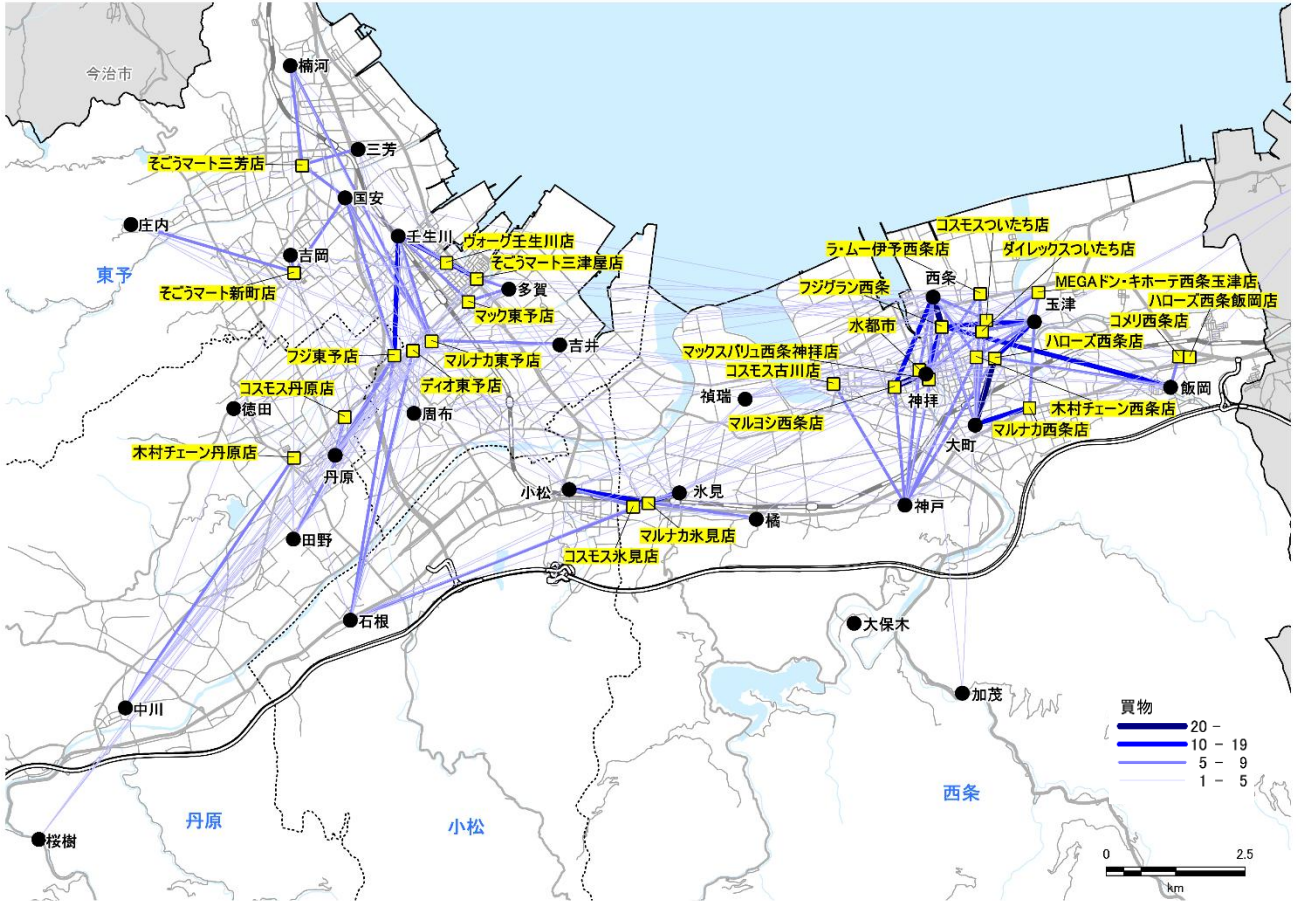 今治市
楠河
そごうマート三芳店
三芳
国安
庄内
壬生川
吉岡
ヴォーグ壬生川店
そごうマート三津屋店
東予
そごうマート新町店
多賀
マック東予店
吉井
フジ東予店
マルナカ東予店
ディオ東予店
コスモス丹原店
徳田
周布
木村チェーン丹原店
丹原
田野
石根
中川
桜樹
丹原
小松
小松
氷見
橘
マルナカ氷見店
コスモス氷見店
コスモスついたち店
ラ・ムー伊予西条店
ダイレックスついたち店
西条
MEGAドン・キホーテ西条玉津店
フジグラン西条
玉津
ハローズ西条飯岡店
コメリ西条店
水都市
ハローズ西条店
マックスバリュ西条神拝店
コスモス古川店
禎瑞
神拝
飯岡
マルヨシ西条店
木村チェーン西条店
大町
マルナカ西条店
神戸
大保木
加茂
西条
買物
20 -
10 - 19
5 - 9
1 - 5
0 2.5
km